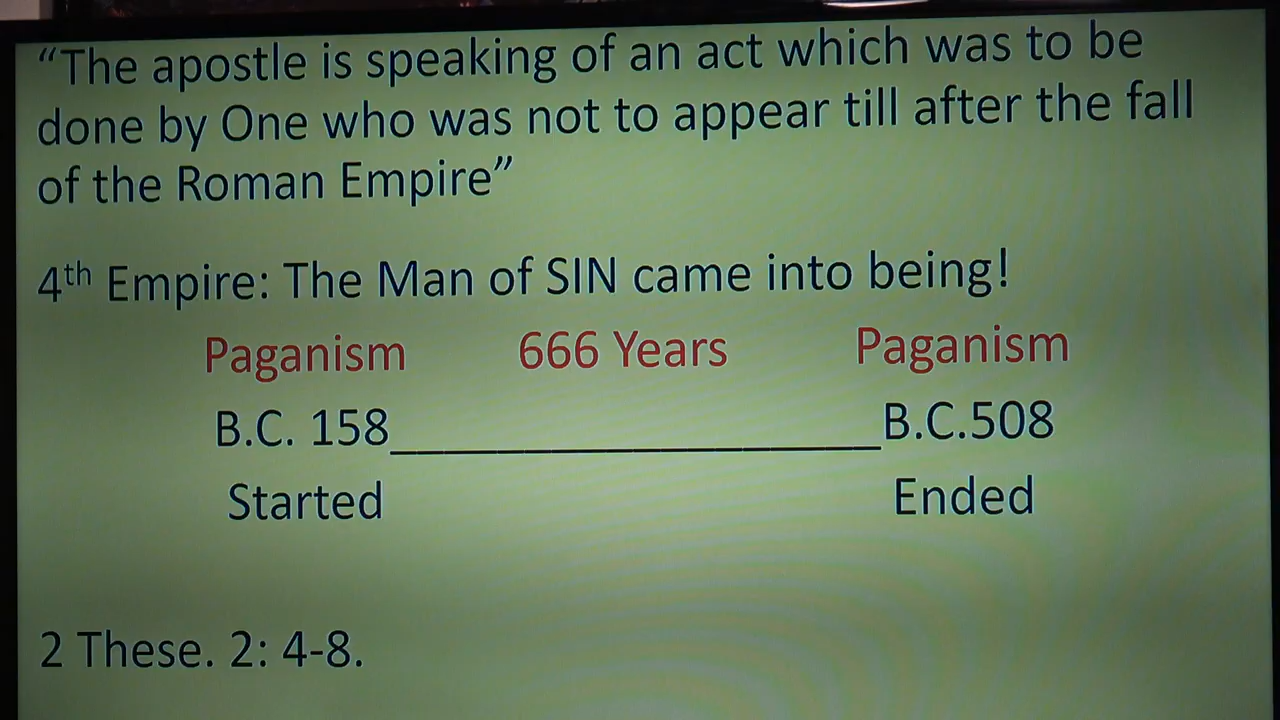 “The apostle is speaking of an act which was to be
done by One who was not to appear till after the fall
of the Roman Empire”
4th Empire: The Man of SIN came into being!
Paganism 666 Years Paganism
B.C. 158____________________B.C.508
Started Ended
2 These. 2: 4-8.